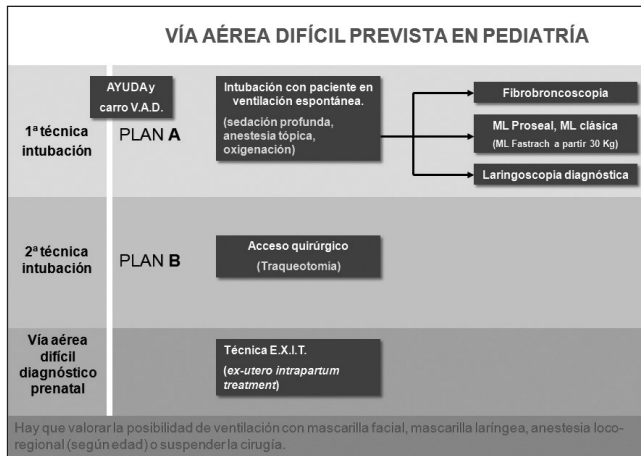 VÍA AÉREA DIFÍCIL PREVISTA EN PEDIATRÍA
AYUDA y
carro V.A.D.
1ª técnica
intubación
PLAN A
Intubación con paciente en
ventilación espontánea.
(sedación profunda,
anestesia tópica,
oxigenación)
Fibrobroncoscopia
ML Proseal, ML clásica
(ML Fastrach a partir 30 Kg)
Laringoscopia diagnóstica
2ª técnica
intubación
PLAN B
Acceso quirúrgico
(Traqueotomía)
Vía aérea
difícil
diagnóstico
prenatal
Técnica E.X.I.T.
(ex-utero intrapartum
treatment)
Hay que valorar la posibilidad de ventilación con mascarilla facial, mascarilla laríngea, anestesia loco-
regional (según edad) o suspender la cirugía.